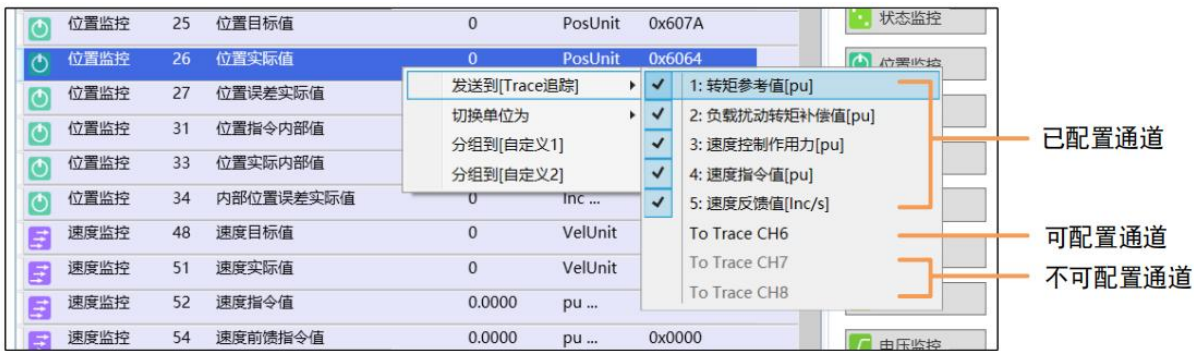 位置监控 25 位置目标值 0 PosUnit 0x607A 状态监控
位置监控 26 位置实际值 0 PosUnit 0x6064 位置监控
发送到[Trace追踪] 1: 转矩参考值[pu]
位置监控 27 位置误差实际值
切换单位为 2: 负载扰动转矩补偿值[pu]
位置监控 31 位置指令内部值
分组到[自定义1] 3: 速度控制作用力[pu] 已配置通道
位置监控 33 位置实际内部值
分组到[自定义2] 4: 速度指令值[pu]
位置监控 34 内部位置误差实际值 0 Inc ... 5: 速度反馈值[Inc/s]
速度监控 48 速度目标值 0 VelUnit To Trace CH6 可配置通道
速度监控 51 速度实际值 0 VelUnit To Trace CH7 不可配置通道
速度监控 52 速度指令值 0.0000 pu ... To Trace CH8
速度监控 54 速度前馈指令值 0.0000 pu ... 0x0000 电压监控